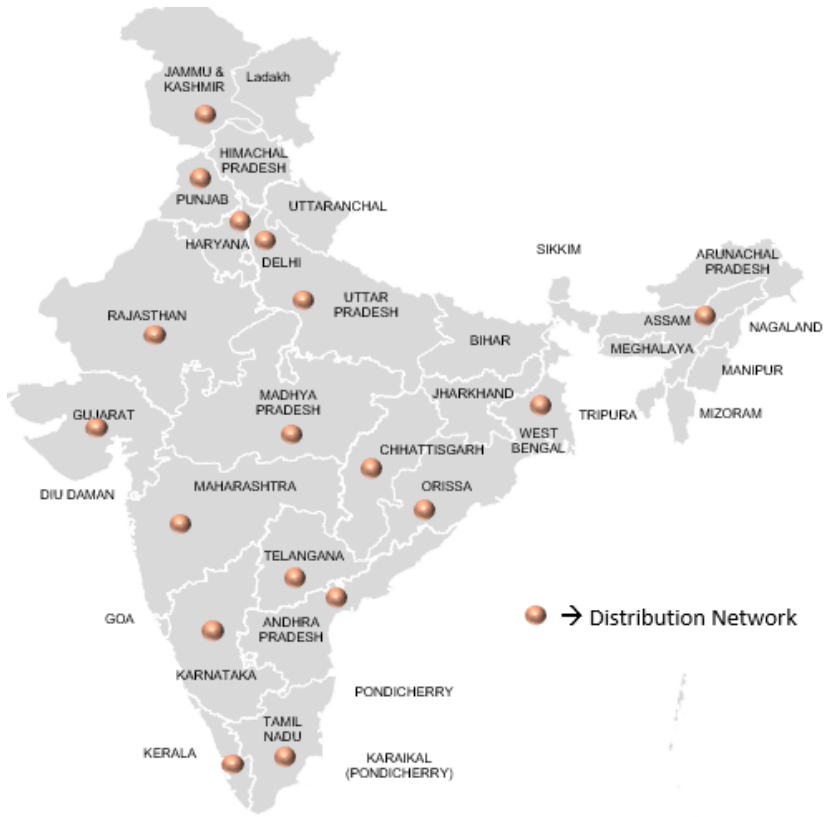 JAMMU &
KASHMIR
Ladakh
HIMACHAL
PRADESH
PUNJAB
UTTARANCHAL
HARYANA
DELHI
SIKKIM
ARUNACHAL
PRADESH
RAJASTHAN
UTTAR
PRADESH
ASSAM
NAGALAND
BIHAR
MEGHALAYA
MANIPUR
MADHYA
PRADESH
JHARKHAND
GUJARAT
TRIPURA
MIZORAM
WEST
BENGAL
CHHATTISGARH
DIU DAMAN
MAHARASHTRA
ORISSA
TELANGANA
GOA
ANDHRA
PRADESH
→ Distribution Network
KARNATAKA
PONDICHERRY
TAMIL
NADU
KERALA
KARAIKAL
(PONDICHERRY)